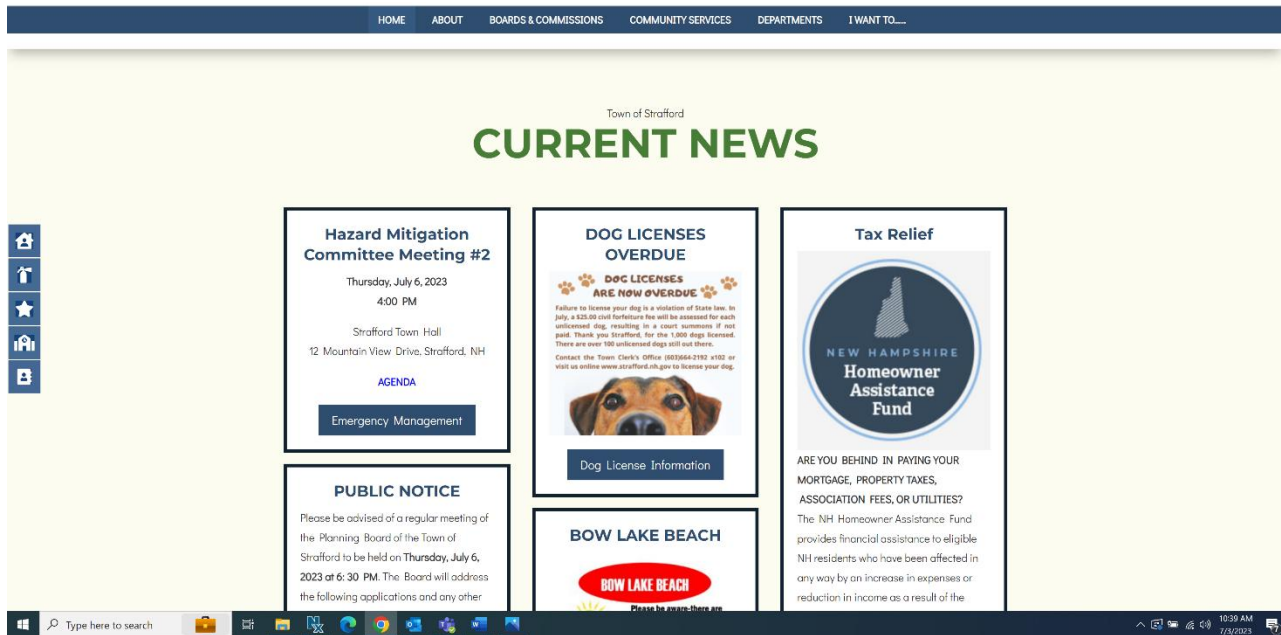 HOME ABOUT BOARDS & COMMISSIONS COMMUNITY SERVICES DEPARTMENTS I WANT TO.....
Town of Strafford
CURRENT NEWS
Hazard Mitigation
Committee Meeting #2
Thursday, July 6, 2023
4:00 PM
Strafford Town Hall
12 Mountain View Drive, Strafford, NH
AGENDA
Emergency Management
PUBLIC NOTICE
Please be advised of a regular meeting of
the Planning Board of the Town of
Strafford to be held on Thursday, July 6,
2023 at 6: 30 PM. The Board will address
the following applications and any other
DOG LICENSES
OVERDUE
DOG LICENSES
ARE NOW OVERDUE
Failure to license your dog is a violation of State law. In
July, a $25.00 civil forfeiture fee will be assessed for each
unlicensed dog, resulting in a court summons if not
paid. Thank you Strafford, for the 1,000 dogs licensed.
There are over 100 unlicensed dogs still out there.
Contact the Town Clerk's Office (603)664-2192 x102 or
visit us online www.strafford.nh.gov to license your dog.
Dog License Information
BOW LAKE BEACH
BOW LAKE BEACH
Please be aware-there are
Tax Relief
NEW HAMPSHIRE
Homeowner
Assistance
Fund
ARE YOU BEHIND IN PAYING YOUR
MORTGAGE, PROPERTY TAXES,
ASSOCIATION FEES, OR UTILITIES?
The NH Homeowner Assistance Fund
provides financial assistance to eligible
NH residents who have been affected in
any way by an increase in expenses or
reduction in income as a result of the
Type here to search
10:39 AM
7/3/2023